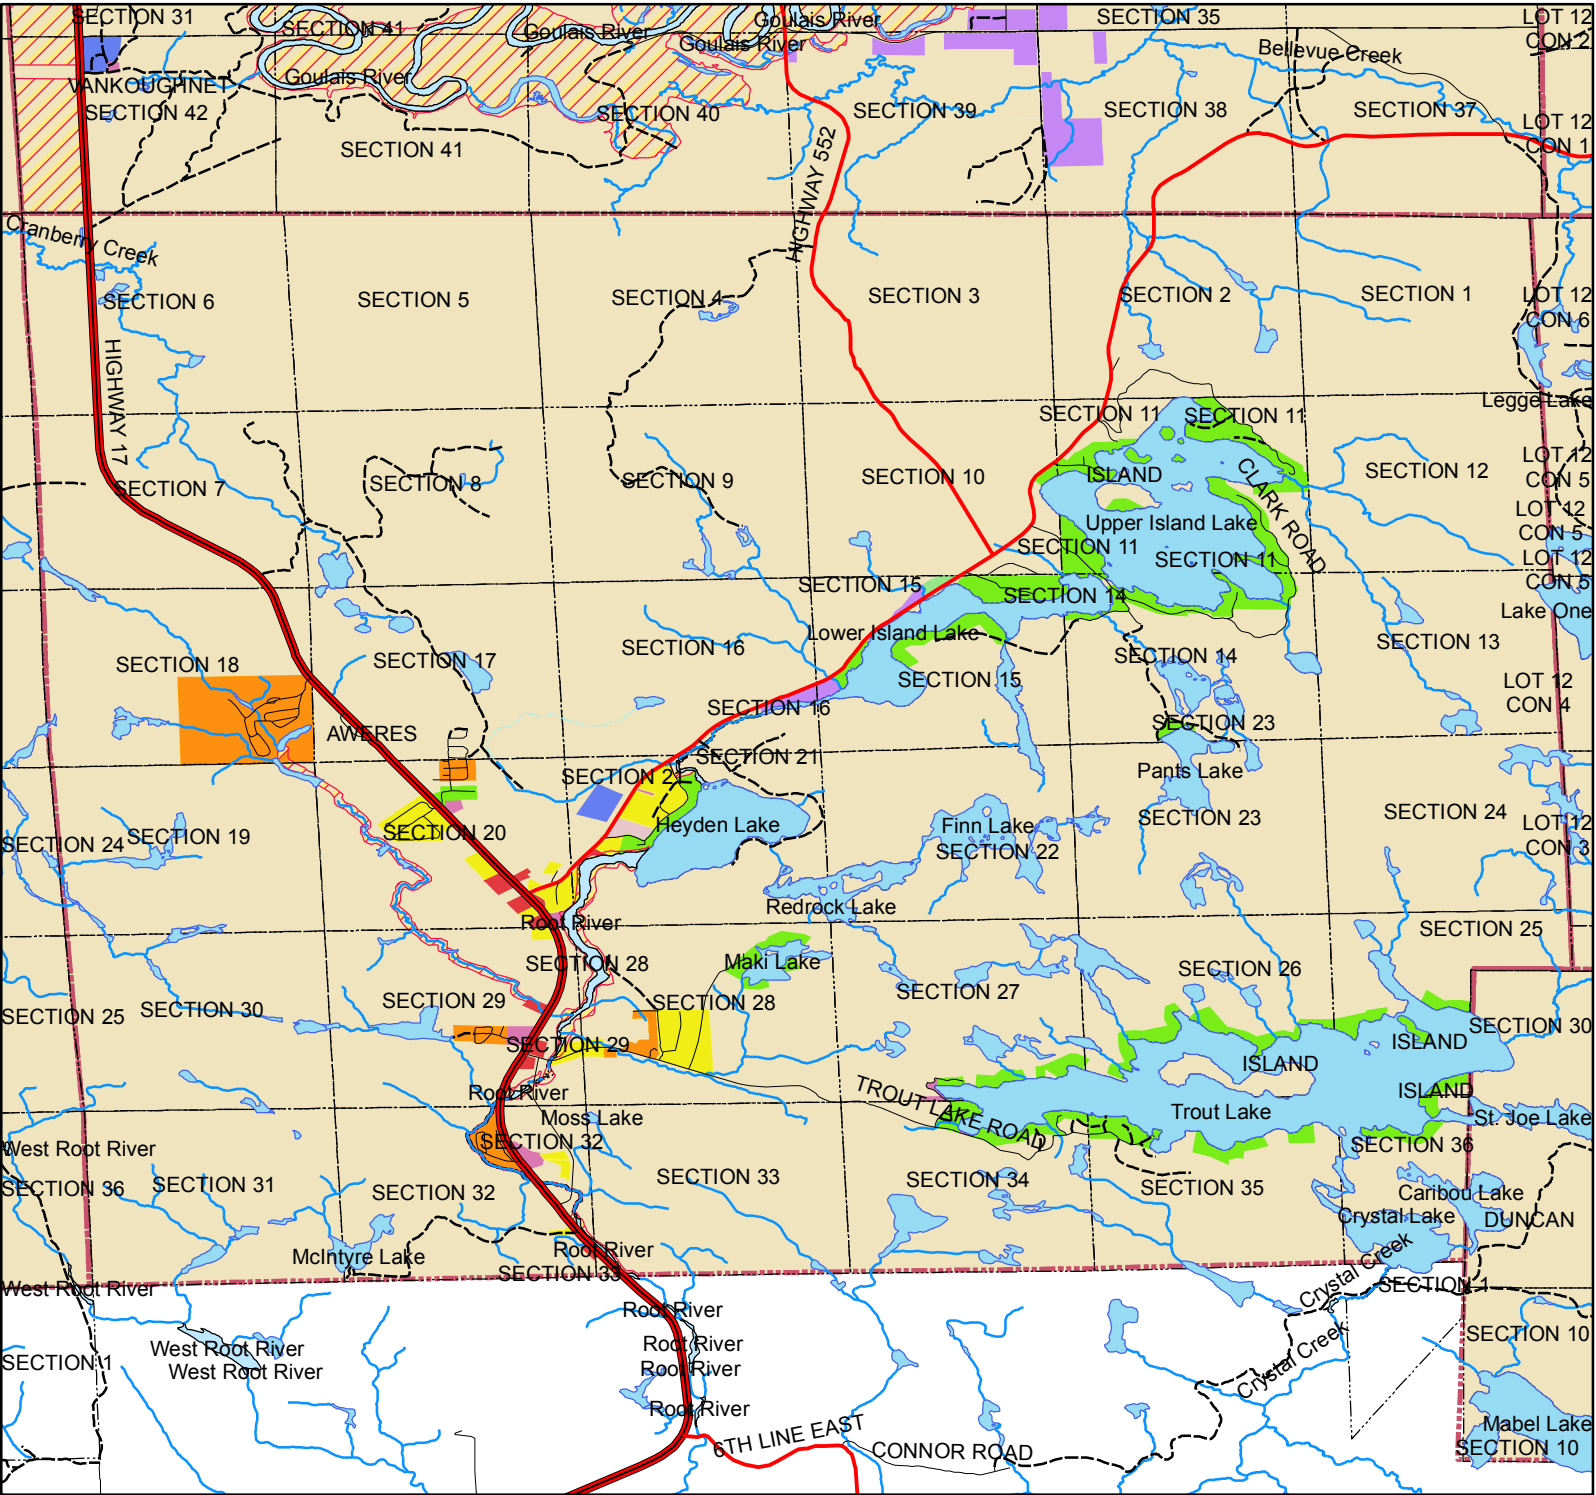 SECTION 31
SECTION 41
Goulais River
Goulais River
Goulais River
SECTION 35
LOT 12
CON 2
Bellevue Creek
Goulais River
VANKOUGHNET
SECTION 42
SECTION 40
SECTION 39
SECTION 38
SECTION 37
LOT 12
CON 1
SECTION 41
HIGHWAY 552
Cranberry Creek
SECTION 6
SECTION 5
SECTION 4
SECTION 3
SECTION 2
SECTION 1
LOT 12
CON 6
HIGHWAY 17
Legge Lake
SECTION 11
SECTION 11
SECTION 7
SECTION 8
SECTION 9
SECTION 10
ISLAND
CLARK ROAD
SECTION 12
LOT 12
CON 5
LOT 12
CON 5
Upper Island Lake
SECTION 11
SECTION 11
LOT 12
CON 5
SECTION 15
SECTION 14
Lake One
Lower Island Lake
SECTION 16
SECTION 13
SECTION 18
SECTION 17
SECTION 14
SECTION 15
LOT 12
CON 4
SECTION 16
SECTION 23
AWERES
SECTION 21
SECTION 2
Pants Lake
SECTION 24
SECTION 19
SECTION 20
Heyden Lake
Finn Lake
SECTION 22
SECTION 23
SECTION 24
LOT 12
CON 3
Redrock Lake
Root River
SECTION 25
SECTION 28
Maki Lake
SECTION 26
SECTION 25
SECTION 30
SECTION 29
SECTION 28
SECTION 27
SECTION 30
SECTION 29
ISLAND
ISLAND
Root River
TROUT LAKE ROAD
ISLAND
Moss Lake
Trout Lake
St. Joe Lake
West Root River
SECTION 32
SECTION 36
SECTION 36
SECTION 31
SECTION 32
SECTION 33
SECTION 34
SECTION 35
Caribou Lake
Crystal Lake
DUNCAN
McIntyre Lake
Root River
SECTION 33
Crystal Creek
SECTION 1
West Root River
Root River
SECTION 1
West Root River
West Root River
Root River
Root River
Crystal Creek
SECTION 10
Root River
6TH LINE EAST
CONNOR ROAD
Mabel Lake
SECTION 10